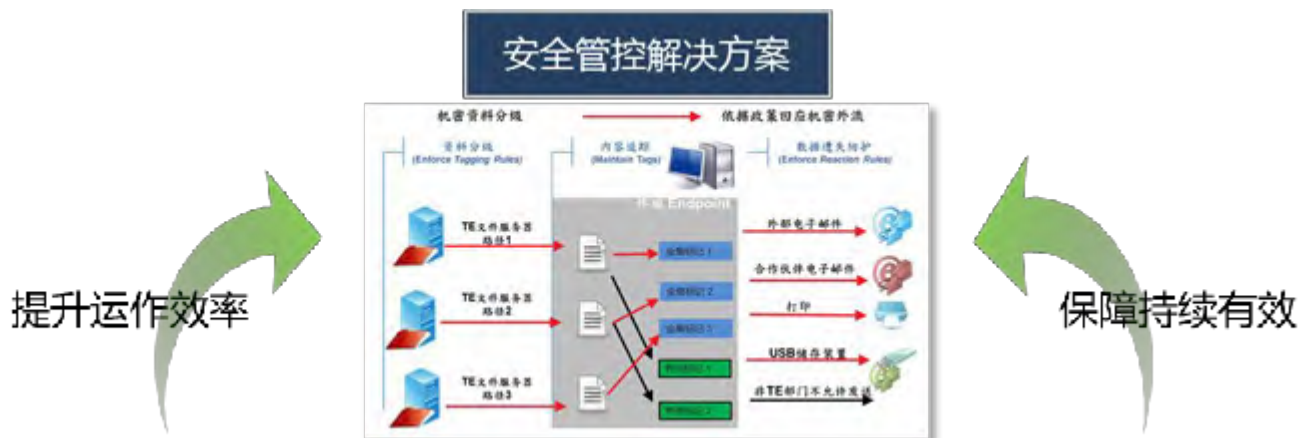 安全管控解决方案
机密资料分级
依据政策回应机密外流
资料分级
(Enforce Tagging Rules)
内容追踪
(Maintain Tags)
数据遗失防护
(Enforce Reaction Rules)
终端 Endpoint
TE文件服务器
路径1
TE文件服务器
路径2
TE文件服务器
路径3
外部电子邮件
合作伙伴电子邮件
打印
USB储存装置
非TE部门不允许发送
提升运作效率
保障持续有效